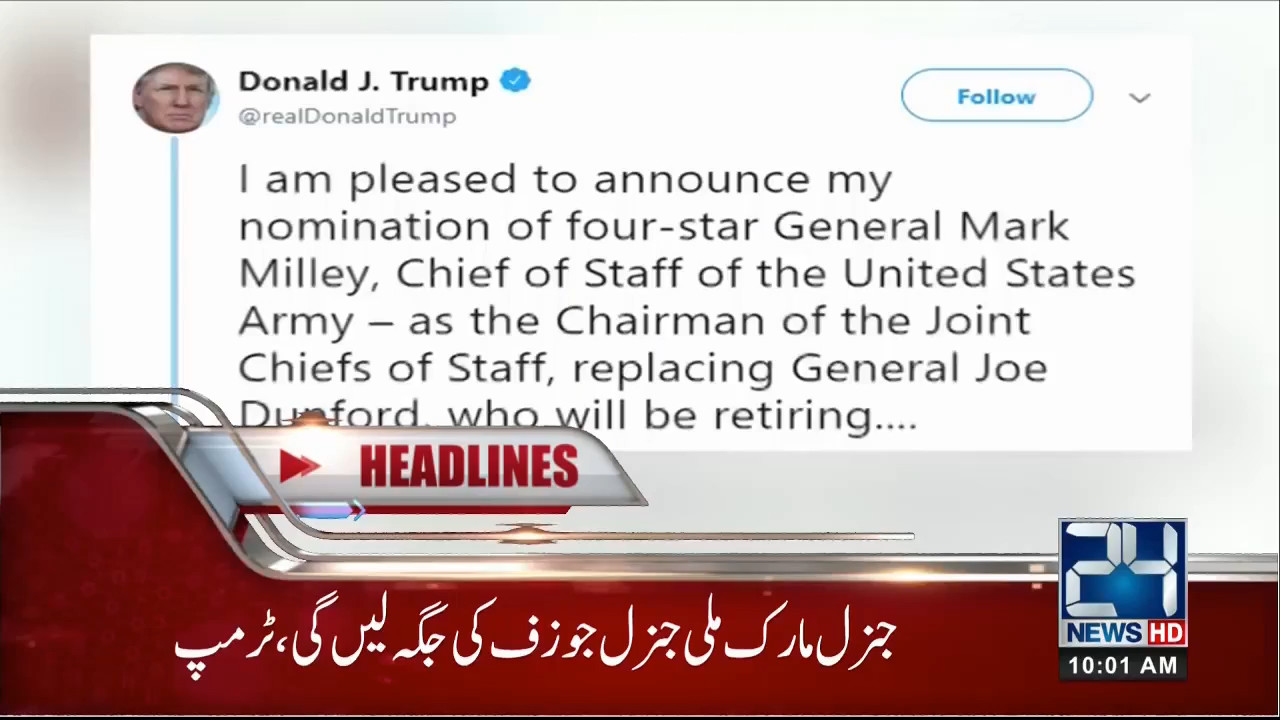 Donald J. Trump
@realDonaldTrump
Follow
I am pleased to announce my
nomination of four-star General Mark
Milley, Chief of Staff of the United States
Army – as the Chairman of the Joint
Chiefs of Staff, replacing General Joe
Dunford, who will be retiring....
HEADLINES
جنرل مارک ملی جنرل جوزف کی جگہ لیں گی، ٹرمپ
24
NEWS HD
10:01 AM